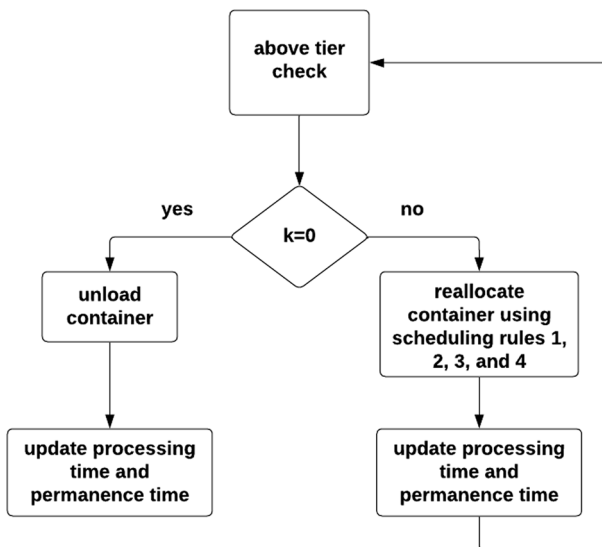 above tier
check
yes
k=0
no
unload
container
reallocate
container using
scheduling rules 1,
2, 3, and 4
update processing
time and
permanence time
update processing
time and
permanence time